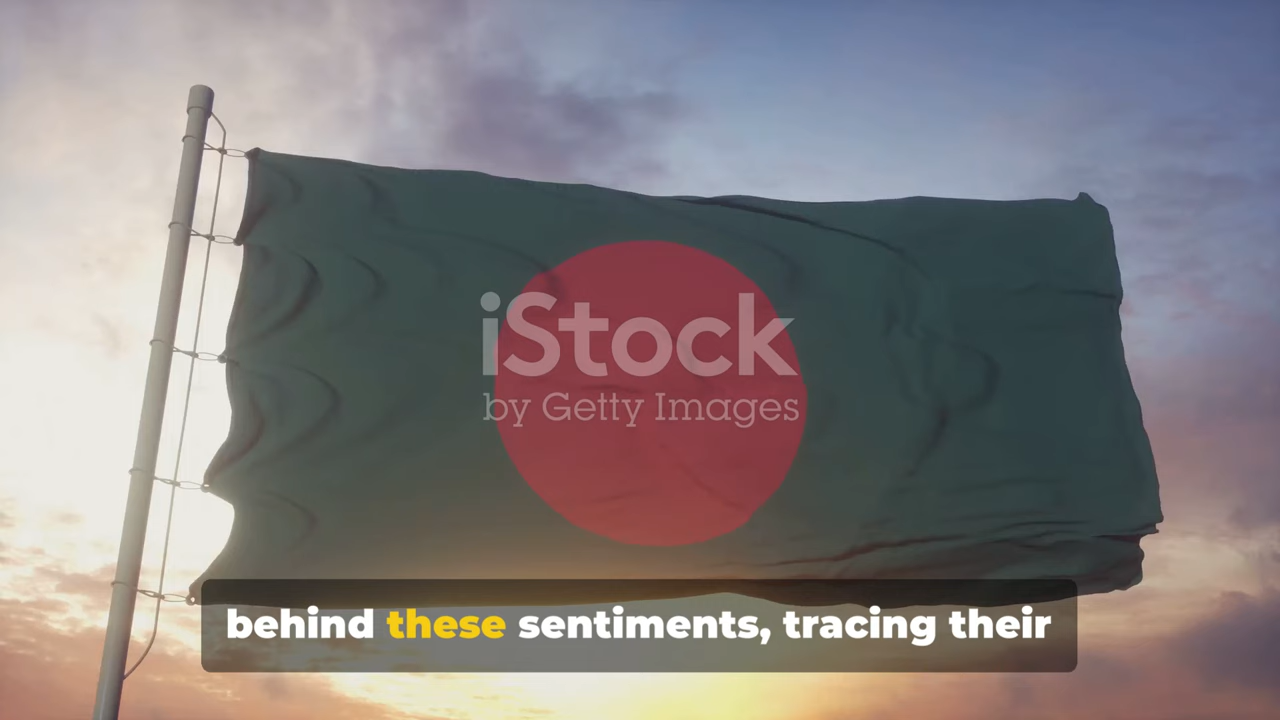 iStock
by Getty Images
behind these sentiments, tracing their